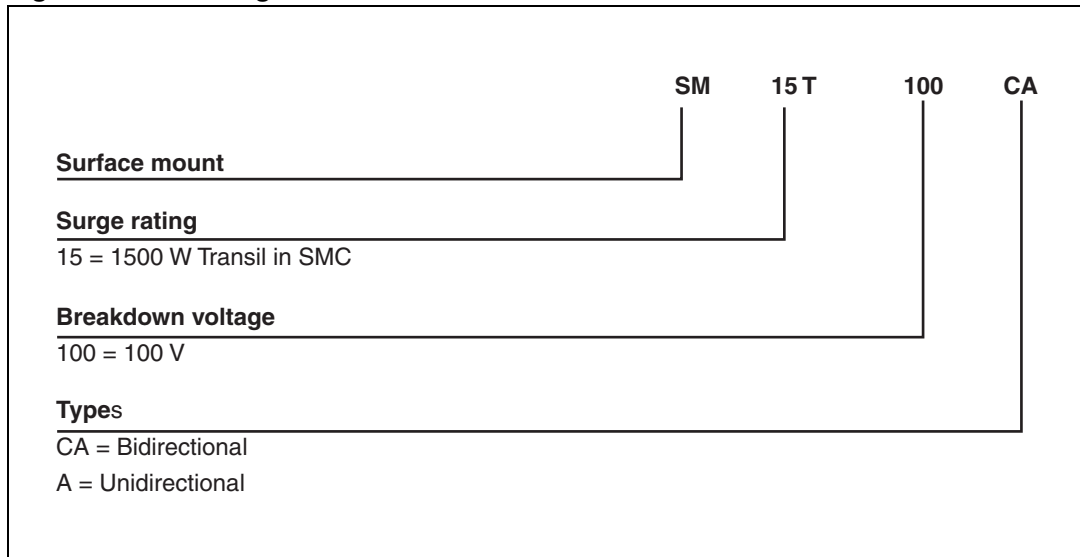 SM 15 T 100 CA
Surface mount
Surge rating
15 = 1500 W Transil in SMC
Breakdown voltage
100 = 100 V
Types
CA = Bidirectional
A = Unidirectional